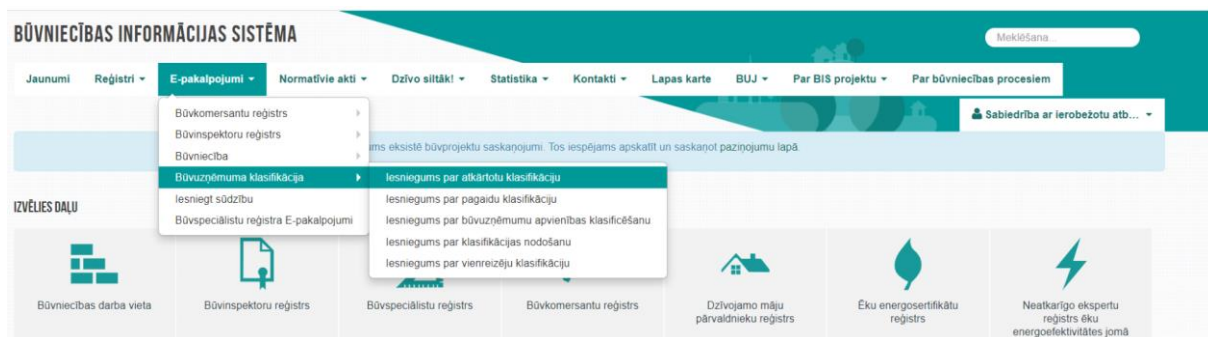 BŪVNIECĪBAS INFORMĀCIJAS SISTĒMA
Meklēšana...
Jaunumi Reģistri E-pakalpojumi Normatīvie akti Dzīvo siltāk! Statistika Kontakti Lapas karte BUJ Par BIS projektu Par būvniecības procesiem
Sabiedrība ar ierobežotu atb...
Būvkomersantu reģistrs
Būvinspektoru reģistrs
Būvniecība
Būvuzņēmuma klasifikācija
Iesniegt sūdzību
Būvspeciālistu reģistra E-pakalpojumi
ums eksistē būvprojektu saskaņojumi. Tos iespējams apskatīt un saskaņot paziņojumu lapā.
Iesniegums par atkārtotu klasifikāciju
Iesniegums par pagaidu klasifikāciju
Iesniegums par būvuzņēmumu apvienības klasificēšanu
Iesniegums par klasifikācijas nodošanu
Iesniegums par vienreizēju klasifikāciju
IZVĒLIES DAĻU
Būvniecības darba vieta
Būvinspektoru reģistrs
Būvspeciālistu reģistrs
Būvkomersantu reģistrs
Dzīvojamo māju
pārvaldnieku reģistrs
Ēku energosertifikātu
reģistrs
Neatkarīgo ekspertu
reģistrs ēku
energoefektivitātes jomā